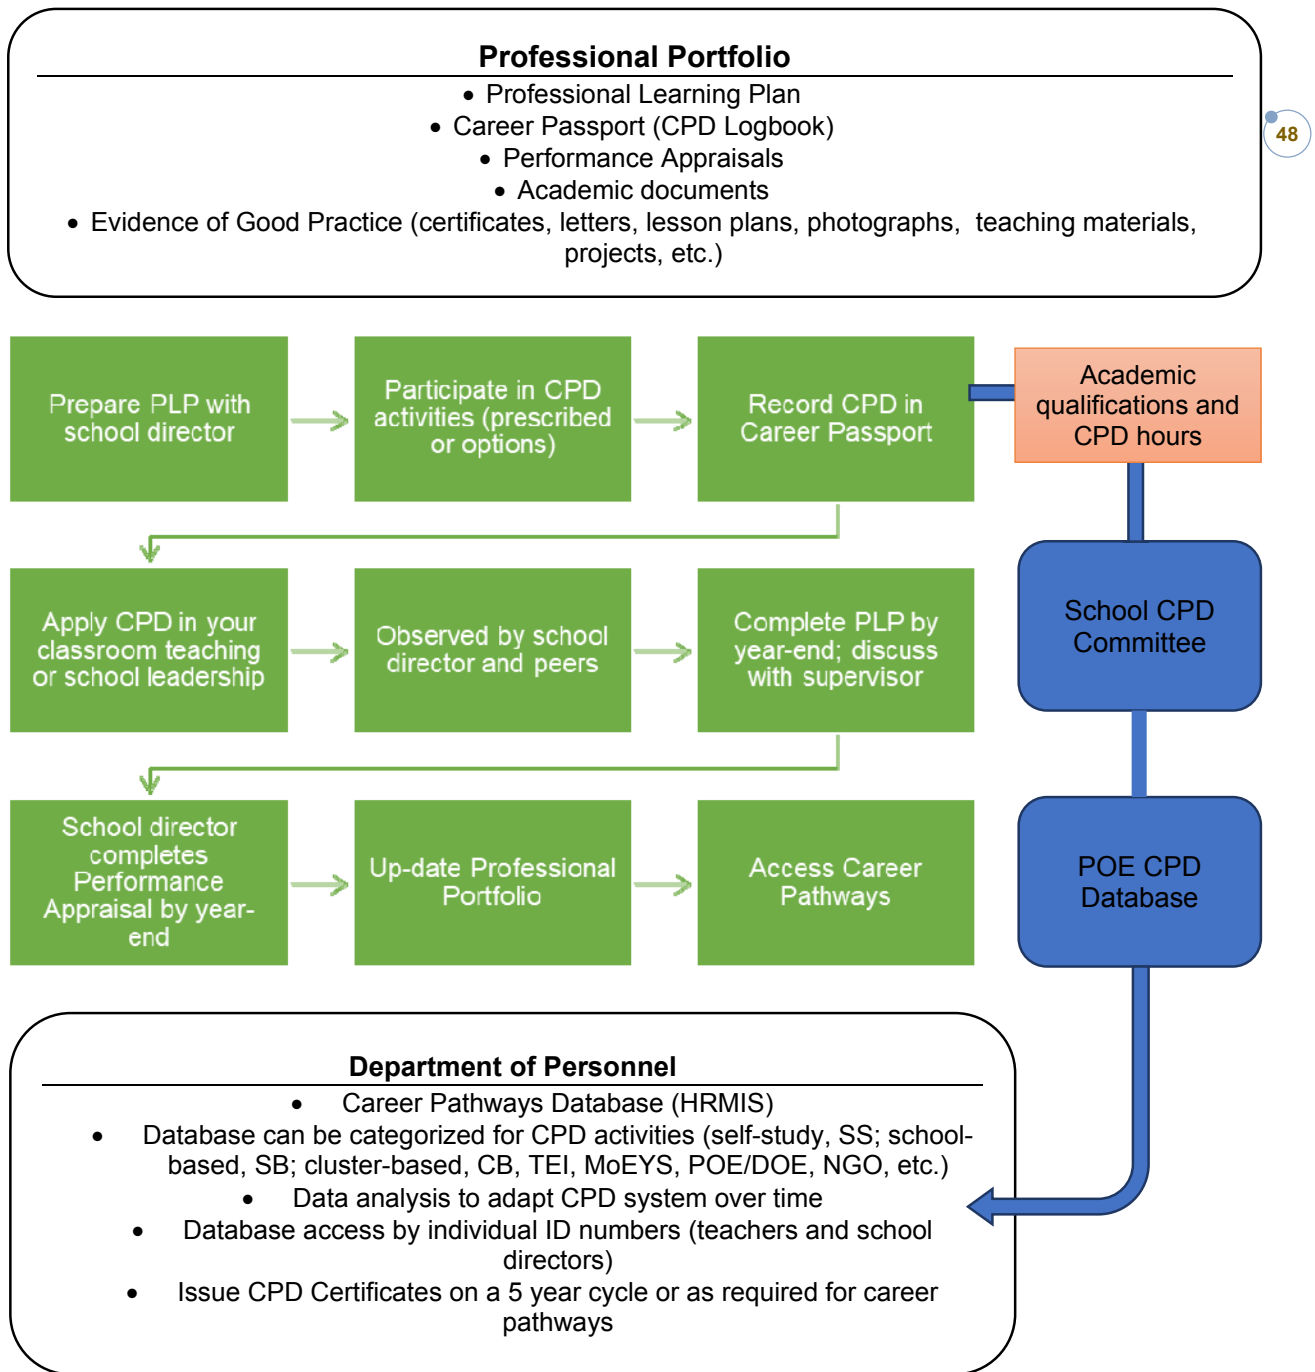 Professional Portfolio
• Professional Learning Plan
• Career Passport (CPD Logbook)
• Performance Appraisals
• Academic documents
• Evidence of Good Practice (certificates, letters, lesson plans, photographs, teaching materials,
projects, etc.)
48
Prepare PLP with
school director
Participate in CPD
activities (prescribed
or options)
Record CPD in
Career Passport
Academic
qualifications and
CPD hours
Apply CPD in your
classroom teaching
or school leadership
Observed by school
director and peers
Complete PLP by
year-end; discuss
with supervisor
School CPD
Committee
School director
completes
Performance
Appraisal by year-
end
Up-date Professional
Portfolio
Access Career
Pathways
POE CPD
Database
Department of Personnel
• Career Pathways Database (HRMIS)
• Database can be categorized for CPD activities (self-study, SS; school-
based, SB; cluster-based, CB, TEI, MoEYS, POE/DOE, NGO, etc.)
• Data analysis to adapt CPD system over time
• Database access by individual ID numbers (teachers and school
directors)
• Issue CPD Certificates on a 5 year cycle or as required for career
pathways